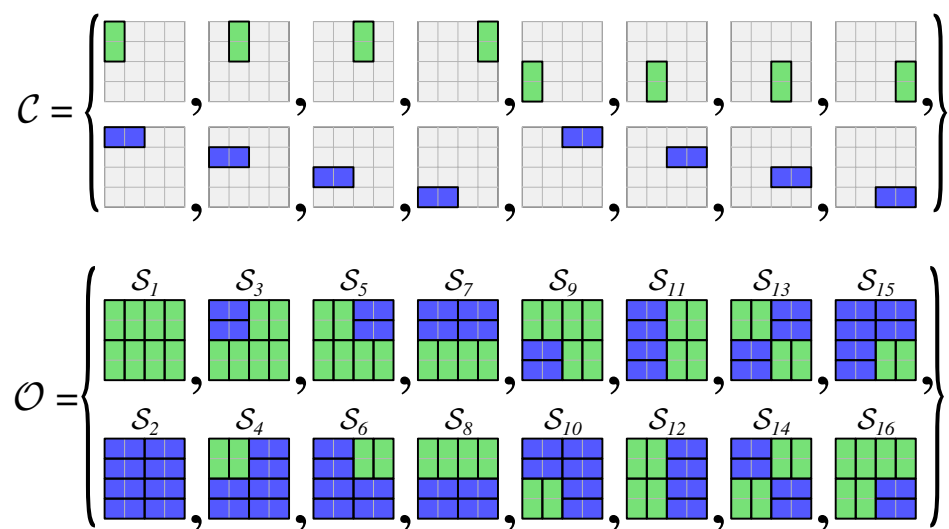 C = { , , , , , , , ,
, , , , , , , }
S1 S3 S5 S7 S9 S11 S13 S15
O = { , , , , , , , ,
S2 S4 S6 S8 S10 S12 S14 S16
, , , , , , , }